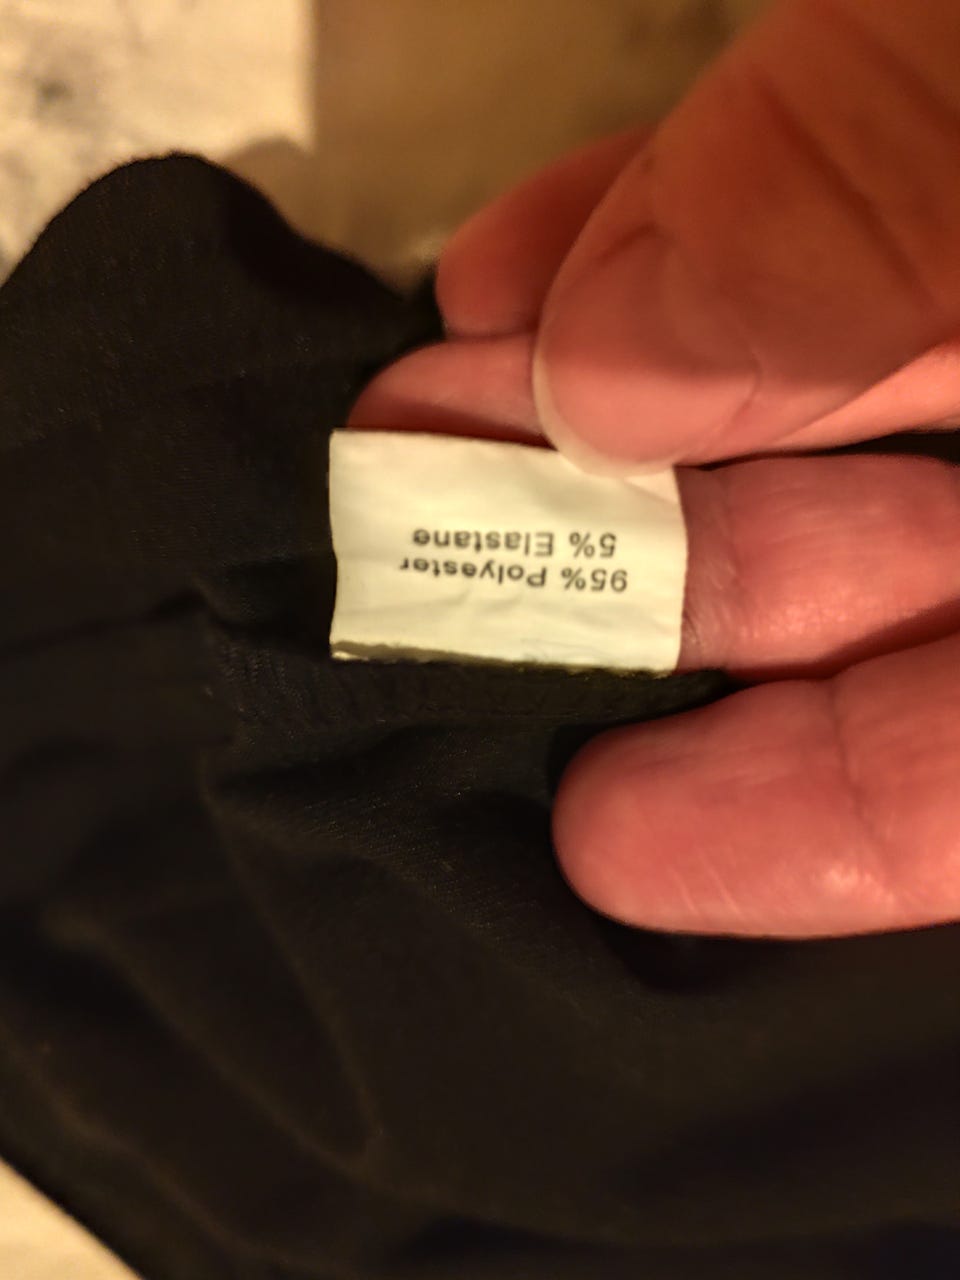 95% Polyester
5% Elastane